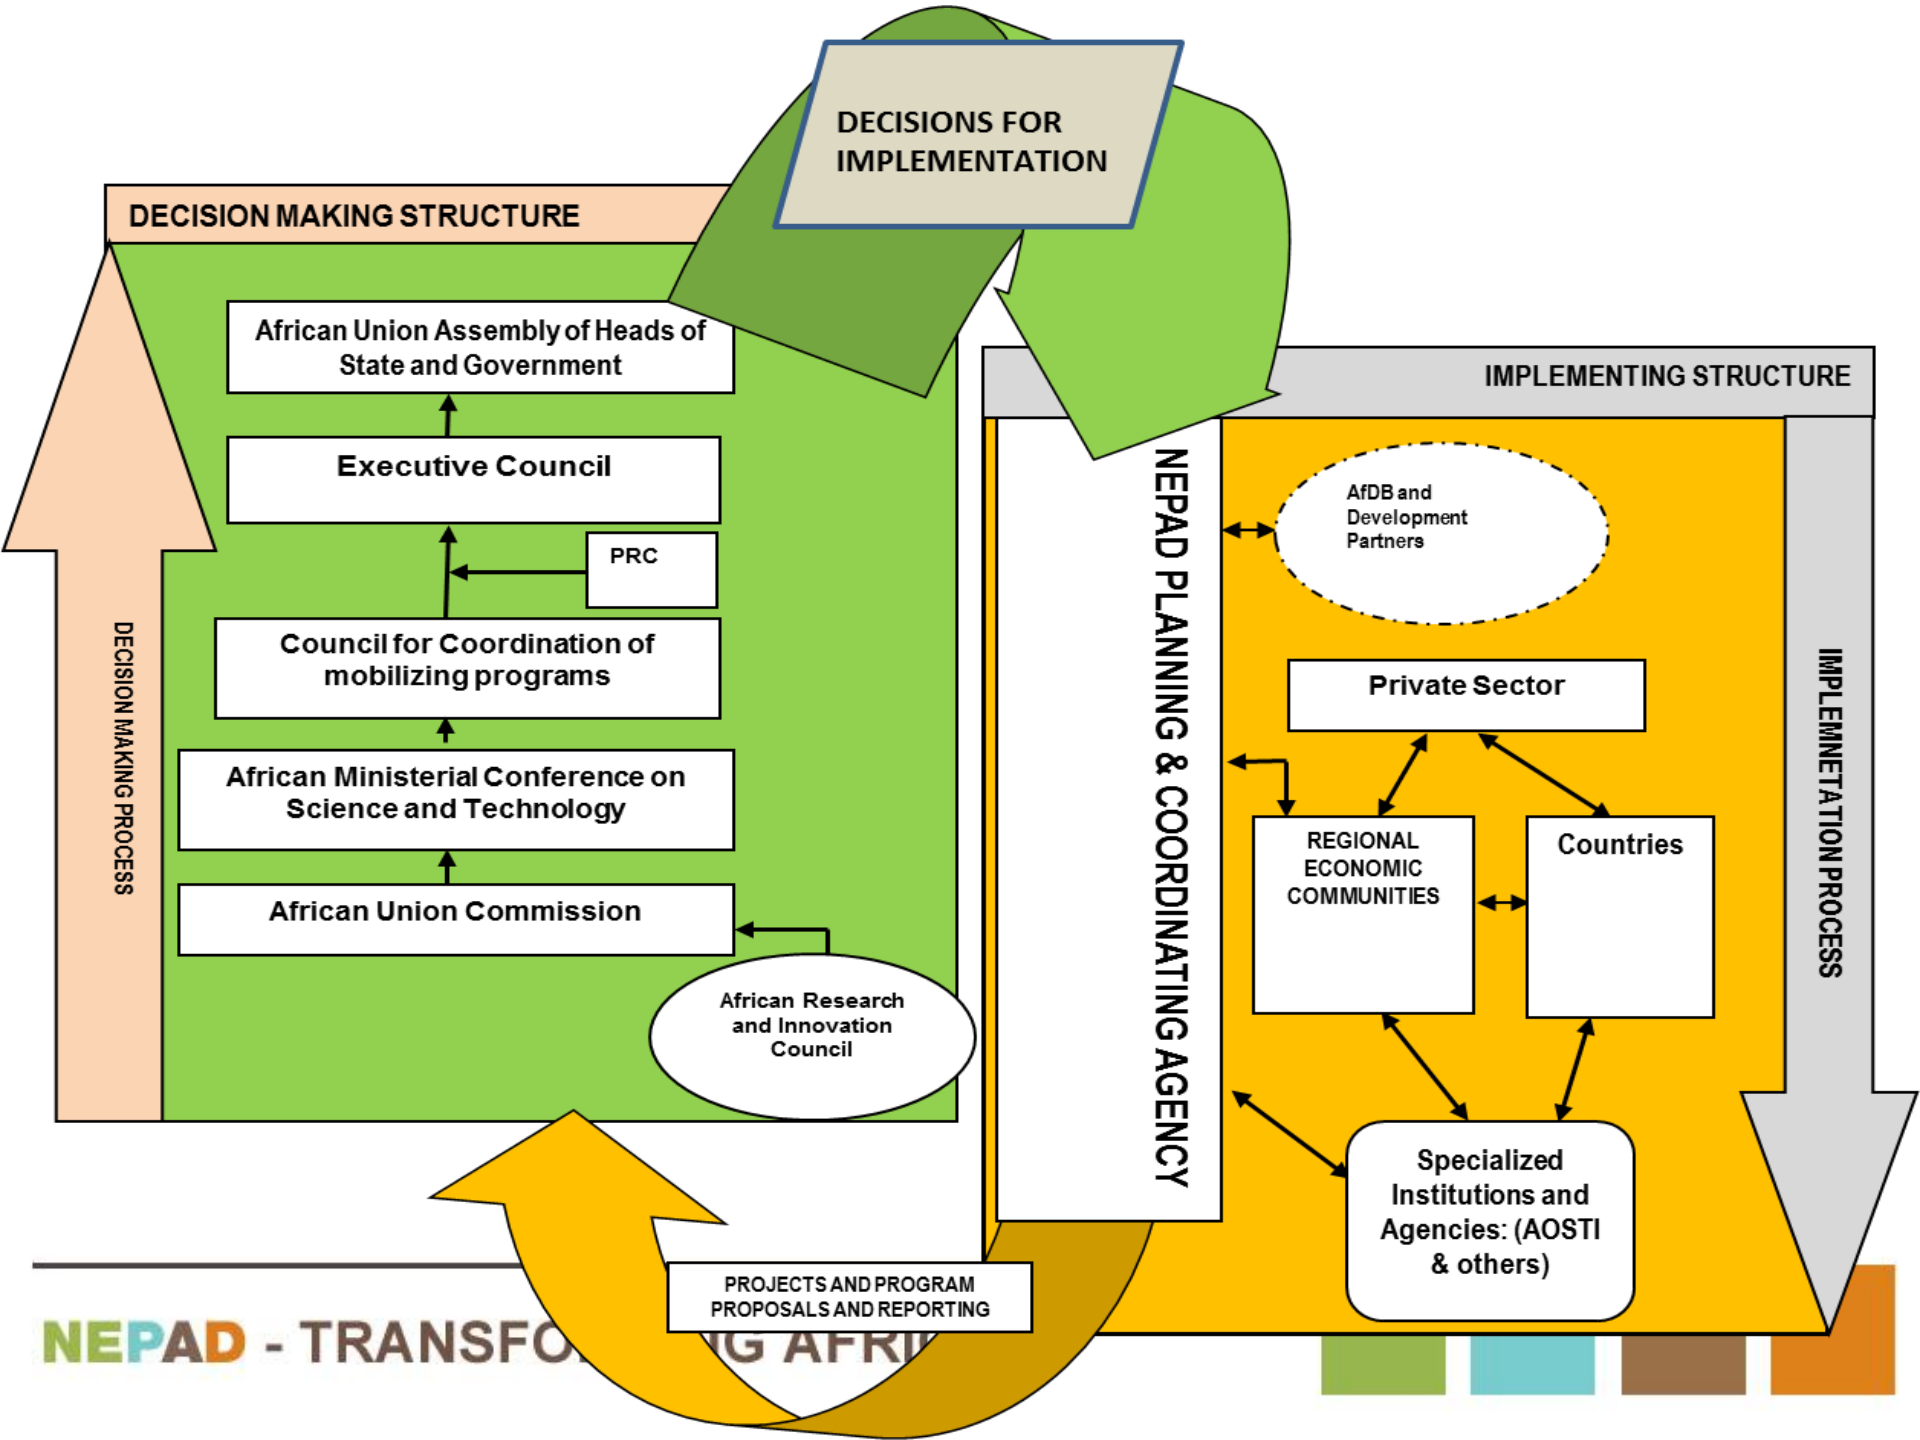 DECISIONS FOR
IMPLEMENTATION
DECISION MAKING STRUCTURE
African Union Assembly of Heads of
State and Government
Executive Council
PRC
Council for Coordination of
mobilizing programs
African Ministerial Conference on
Science and Technology
African Union Commission
African Research
and Innovation
Council
DECISION MAKING PROCESS
IMPLEMENTING STRUCTURE
NEPAD PLANNING & COORDINATING AGENCY
AfDB and
Development
Partners
Private Sector
REGIONAL
ECONOMIC
COMMUNITIES
Countries
Specialized
Institutions and
Agencies: (AOSTI
& others)
IMPLEMNETATION PROCESS
PROJECTS AND PROGRAM
PROPOSALS AND REPORTING
NEPAD - TRANSFO G AFRI